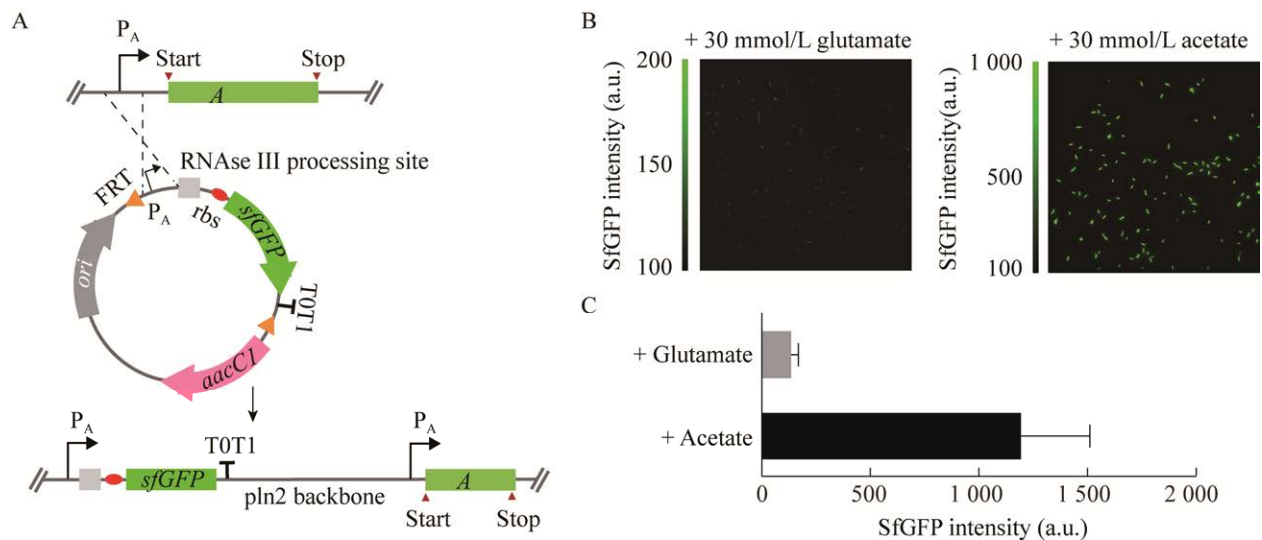 A
P_A
Start
Stop
A
RNAse III processing site
FRT
P_A
rbs
sfGFP
ori
T0T1
aacC1
P_A
T0T1
P_A
sfGFP
A
pln2 backbone
Start
Stop
B
+ 30 mmol/L glutamate
+ 30 mmol/L acetate
SfGFP intensity (a.u.)
200
150
100
SfGFP intensity(a.u.)
1 000
500
100
C
+ Glutamate
+ Acetate
0 500 1 000 1 500 2 000
SfGFP intensity (a.u.)